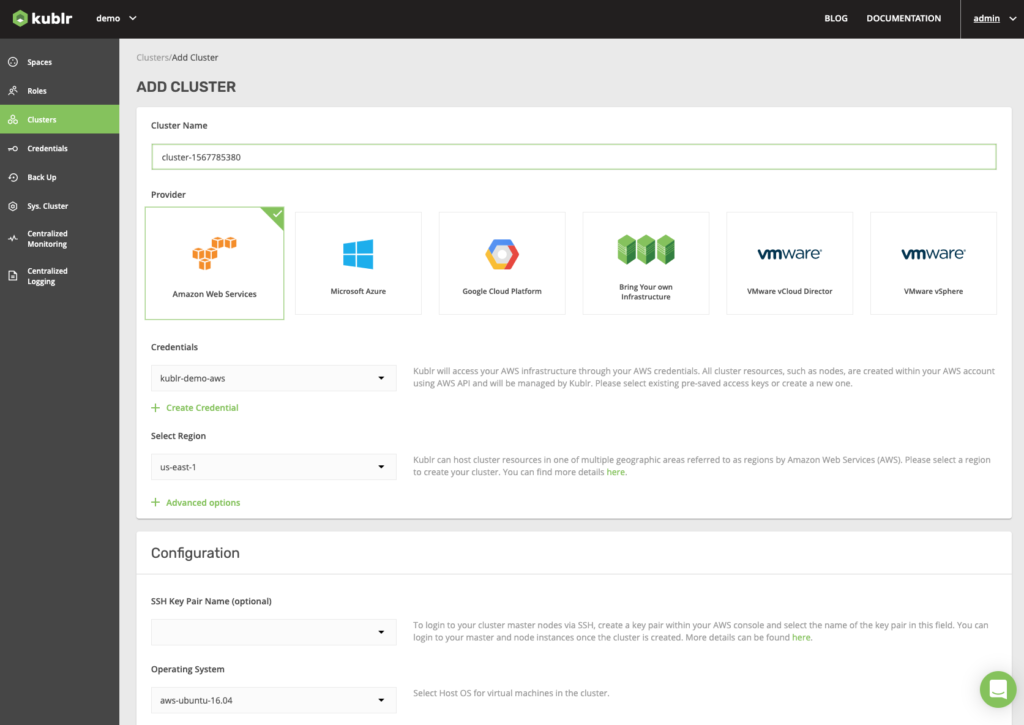 kublr
demo
BLOG
DOCUMENTATION
admin
Spaces
Roles
Clusters
Credentials
Back Up
Sys. Cluster
Centralized
Monitoring
Centralized
Logging
Clusters/Add Cluster
ADD CLUSTER
Cluster Name
cluster-1567785380
Provider
Amazon Web Services
Microsoft Azure
Google Cloud Platform
Bring Your own
Infrastructure
vmware®
VMware vCloud Director
vmware®
VMware vSphere
Credentials
kublr-demo-aws
Kublr will access your AWS infrastructure through your AWS credentials. All cluster resources, such as nodes, are created within your AWS account
using AWS API and will be managed by Kublr. Please select existing pre-saved access keys or create a new one.
+ Create Credential
Select Region
us-east-1
Kublr can host cluster resources in one of multiple geographic areas referred to as regions by Amazon Web Services (AWS). Please select a region
to create your cluster. You can find more details here.
+ Advanced options
Configuration
SSH Key Pair Name (optional)
To login to your cluster master nodes via SSH, create a key pair within your AWS console and select the name of the key pair in this field. You can
login to your master and node instances once the cluster is created. More details can be found here.
Operating System
aws-ubuntu-16.04
Select Host OS for virtual machines in the cluster.